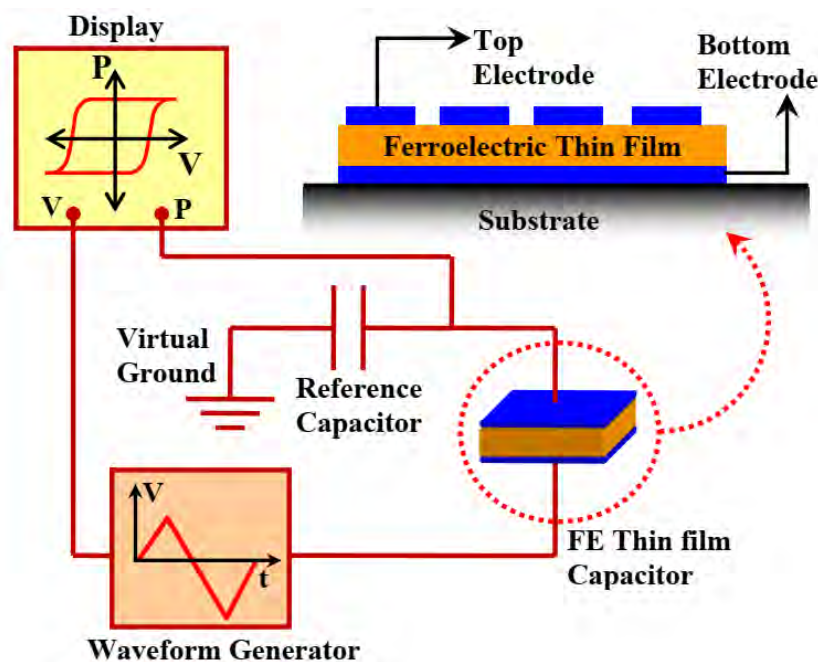 Display
P
V
V
P
Top
Electrode
Bottom
Electrode
Ferroelectric Thin Film
Substrate
Virtual
Ground
Reference
Capacitor
V
t
FE Thin film
Capacitor
Waveform Generator